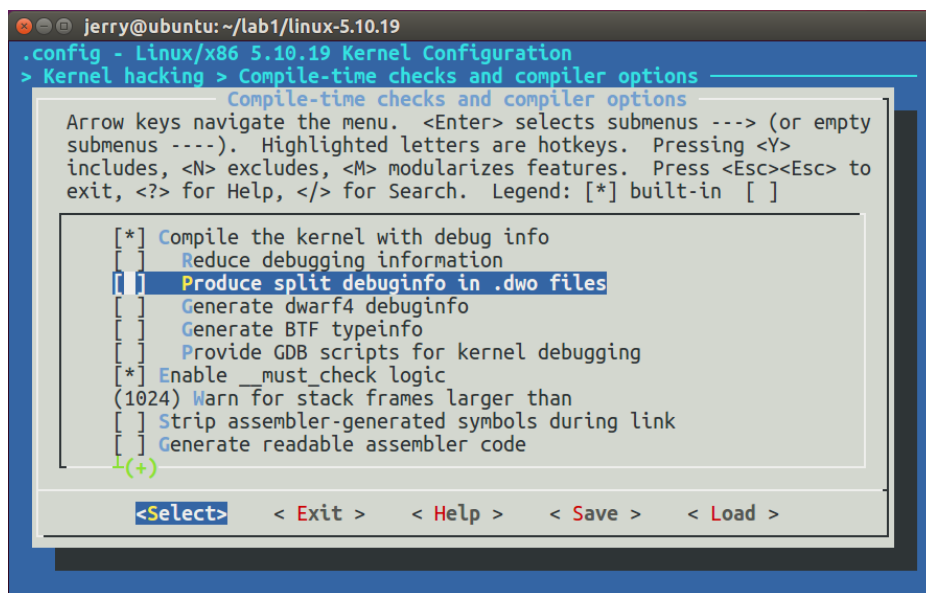 jerry@ubuntu: ~/lab1/linux-5.10.19
.config - Linux/x86 5.10.19 Kernel Configuration
> Kernel hacking > Compile-time checks and compiler options
Compile-time checks and compiler options
Arrow keys navigate the menu.  <Enter> selects submenus ---> (or empty
submenus ----).  Highlighted letters are hotkeys.  Pressing <Y>
includes, <N> excludes, <M> modularizes features.  Press <Esc><Esc> to
exit, <?> for Help, </> for Search.  Legend: [*] built-in  [ ]
[*] Compile the kernel with debug info
[ ]   Reduce debugging information
[ ]   Produce split debuginfo in .dwo files
[ ]   Generate dwarf4 debuginfo
[ ]   Generate BTF typeinfo
[ ]   Provide GDB scripts for kernel debugging
[*] Enable __must_check logic
(1024) Warn for stack frames larger than
[ ] Strip assembler-generated symbols during link
[ ] Generate readable assembler code
┴(+)
<Select>    < Exit >    < Help >    < Save >    < Load >